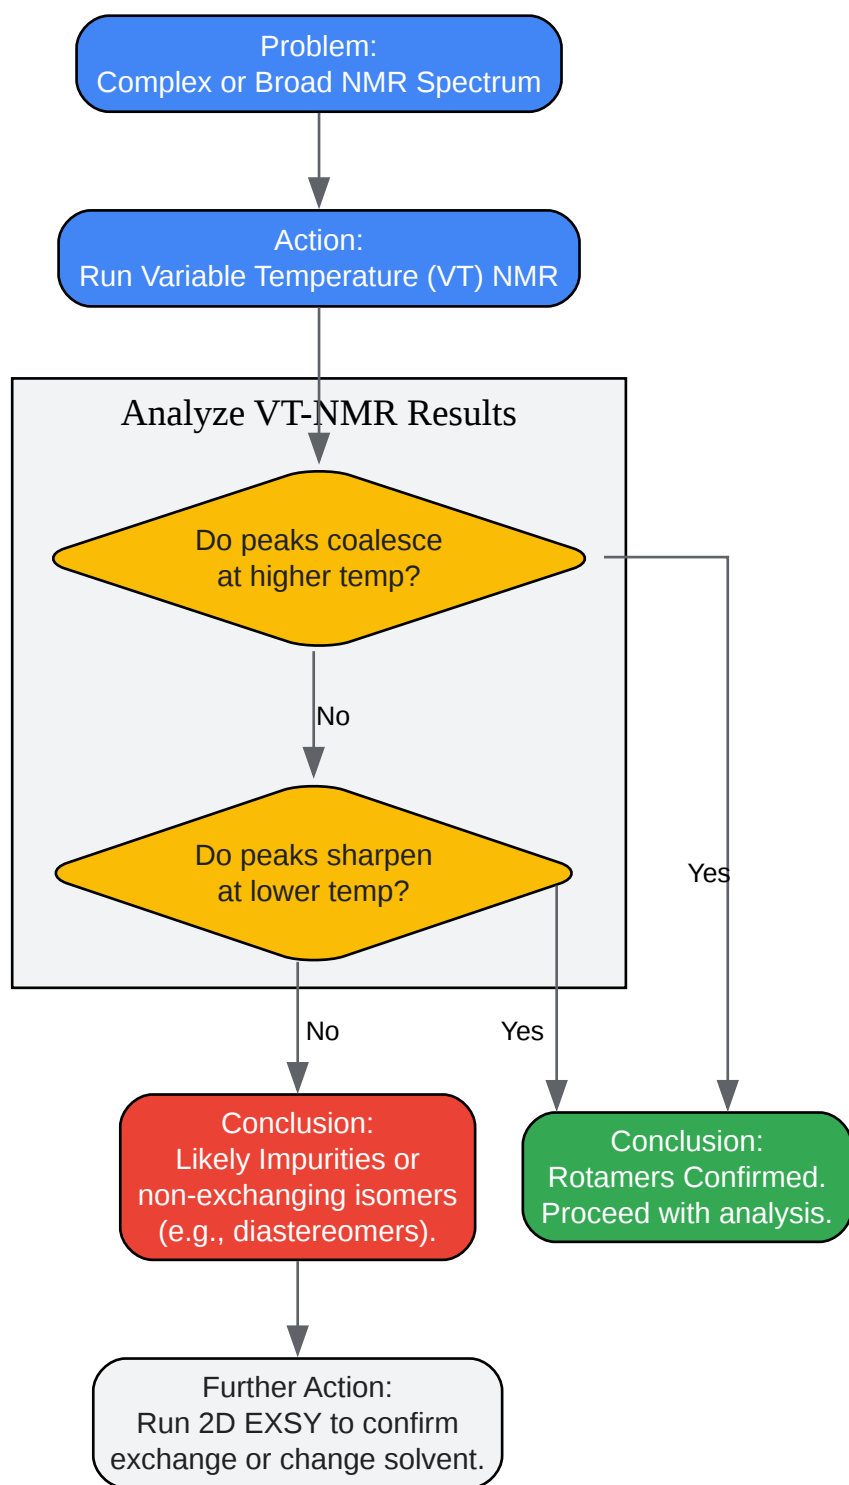 Problem:
Complex or Broad NMR Spectrum
Action:
Run Variable Temperature (VT) NMR
Analyze VT-NMR Results
Do peaks coalesce
at higher temp?
No
Do peaks sharpen
at lower temp?
Yes
No
Yes
Conclusion:
Likely Impurities or
non-exchanging isomers
(e.g., diastereomers).
Conclusion:
Rotamers Confirmed.
Proceed with analysis.
Further Action:
Run 2D EXSY to confirm
exchange or change solvent.